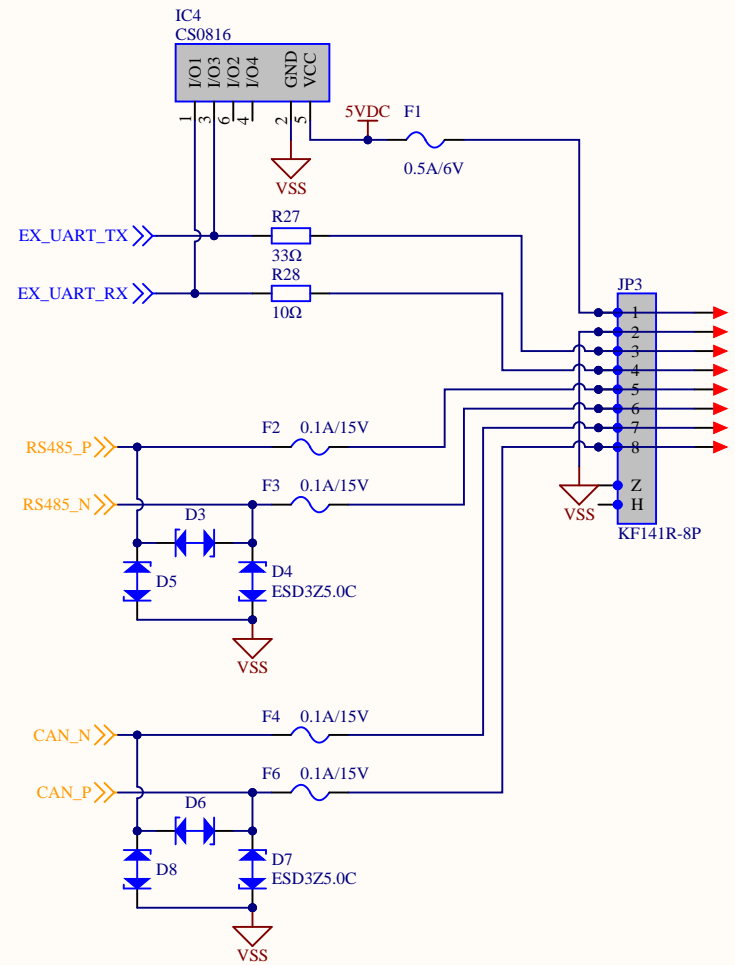 IC4
CS0816
I/O1
I/O3
I/O2
I/O4
GND
VCC
1
3
6
4
2
5
5VDC
F1
0.5A/6V
VSS
EX_UART_TX
R27
33Ω
EX_UART_RX
R28
10Ω
JP3
1
2
3
4
5
6
7
8
Z
H
VSS
KF141R-8P
RS485_P
F2 0.1A/15V
RS485_N
F3 0.1A/15V
D3
D5
D4
ESD3Z5.0C
VSS
CAN_N
F4 0.1A/15V
CAN_P
F6 0.1A/15V
D6
D8
D7
ESD3Z5.0C
VSS